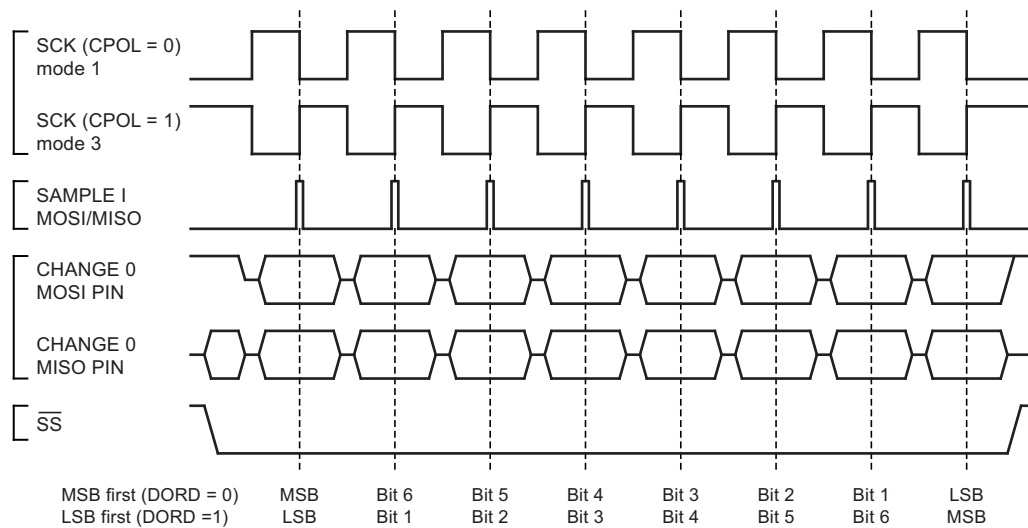 SCK (CPOL = 0)
mode 1
SCK (CPOL = 1)
mode 3
SAMPLE I
MOSI/MISO
CHANGE 0
MOSI PIN
CHANGE 0
MISO PIN
SS
MSB first (DORD = 0) MSB Bit 6 Bit 5 Bit 4 Bit 3 Bit 2 Bit 1 LSB
LSB first (DORD =1) LSB Bit 1 Bit 2 Bit 3 Bit 4 Bit 5 Bit 6 MSB